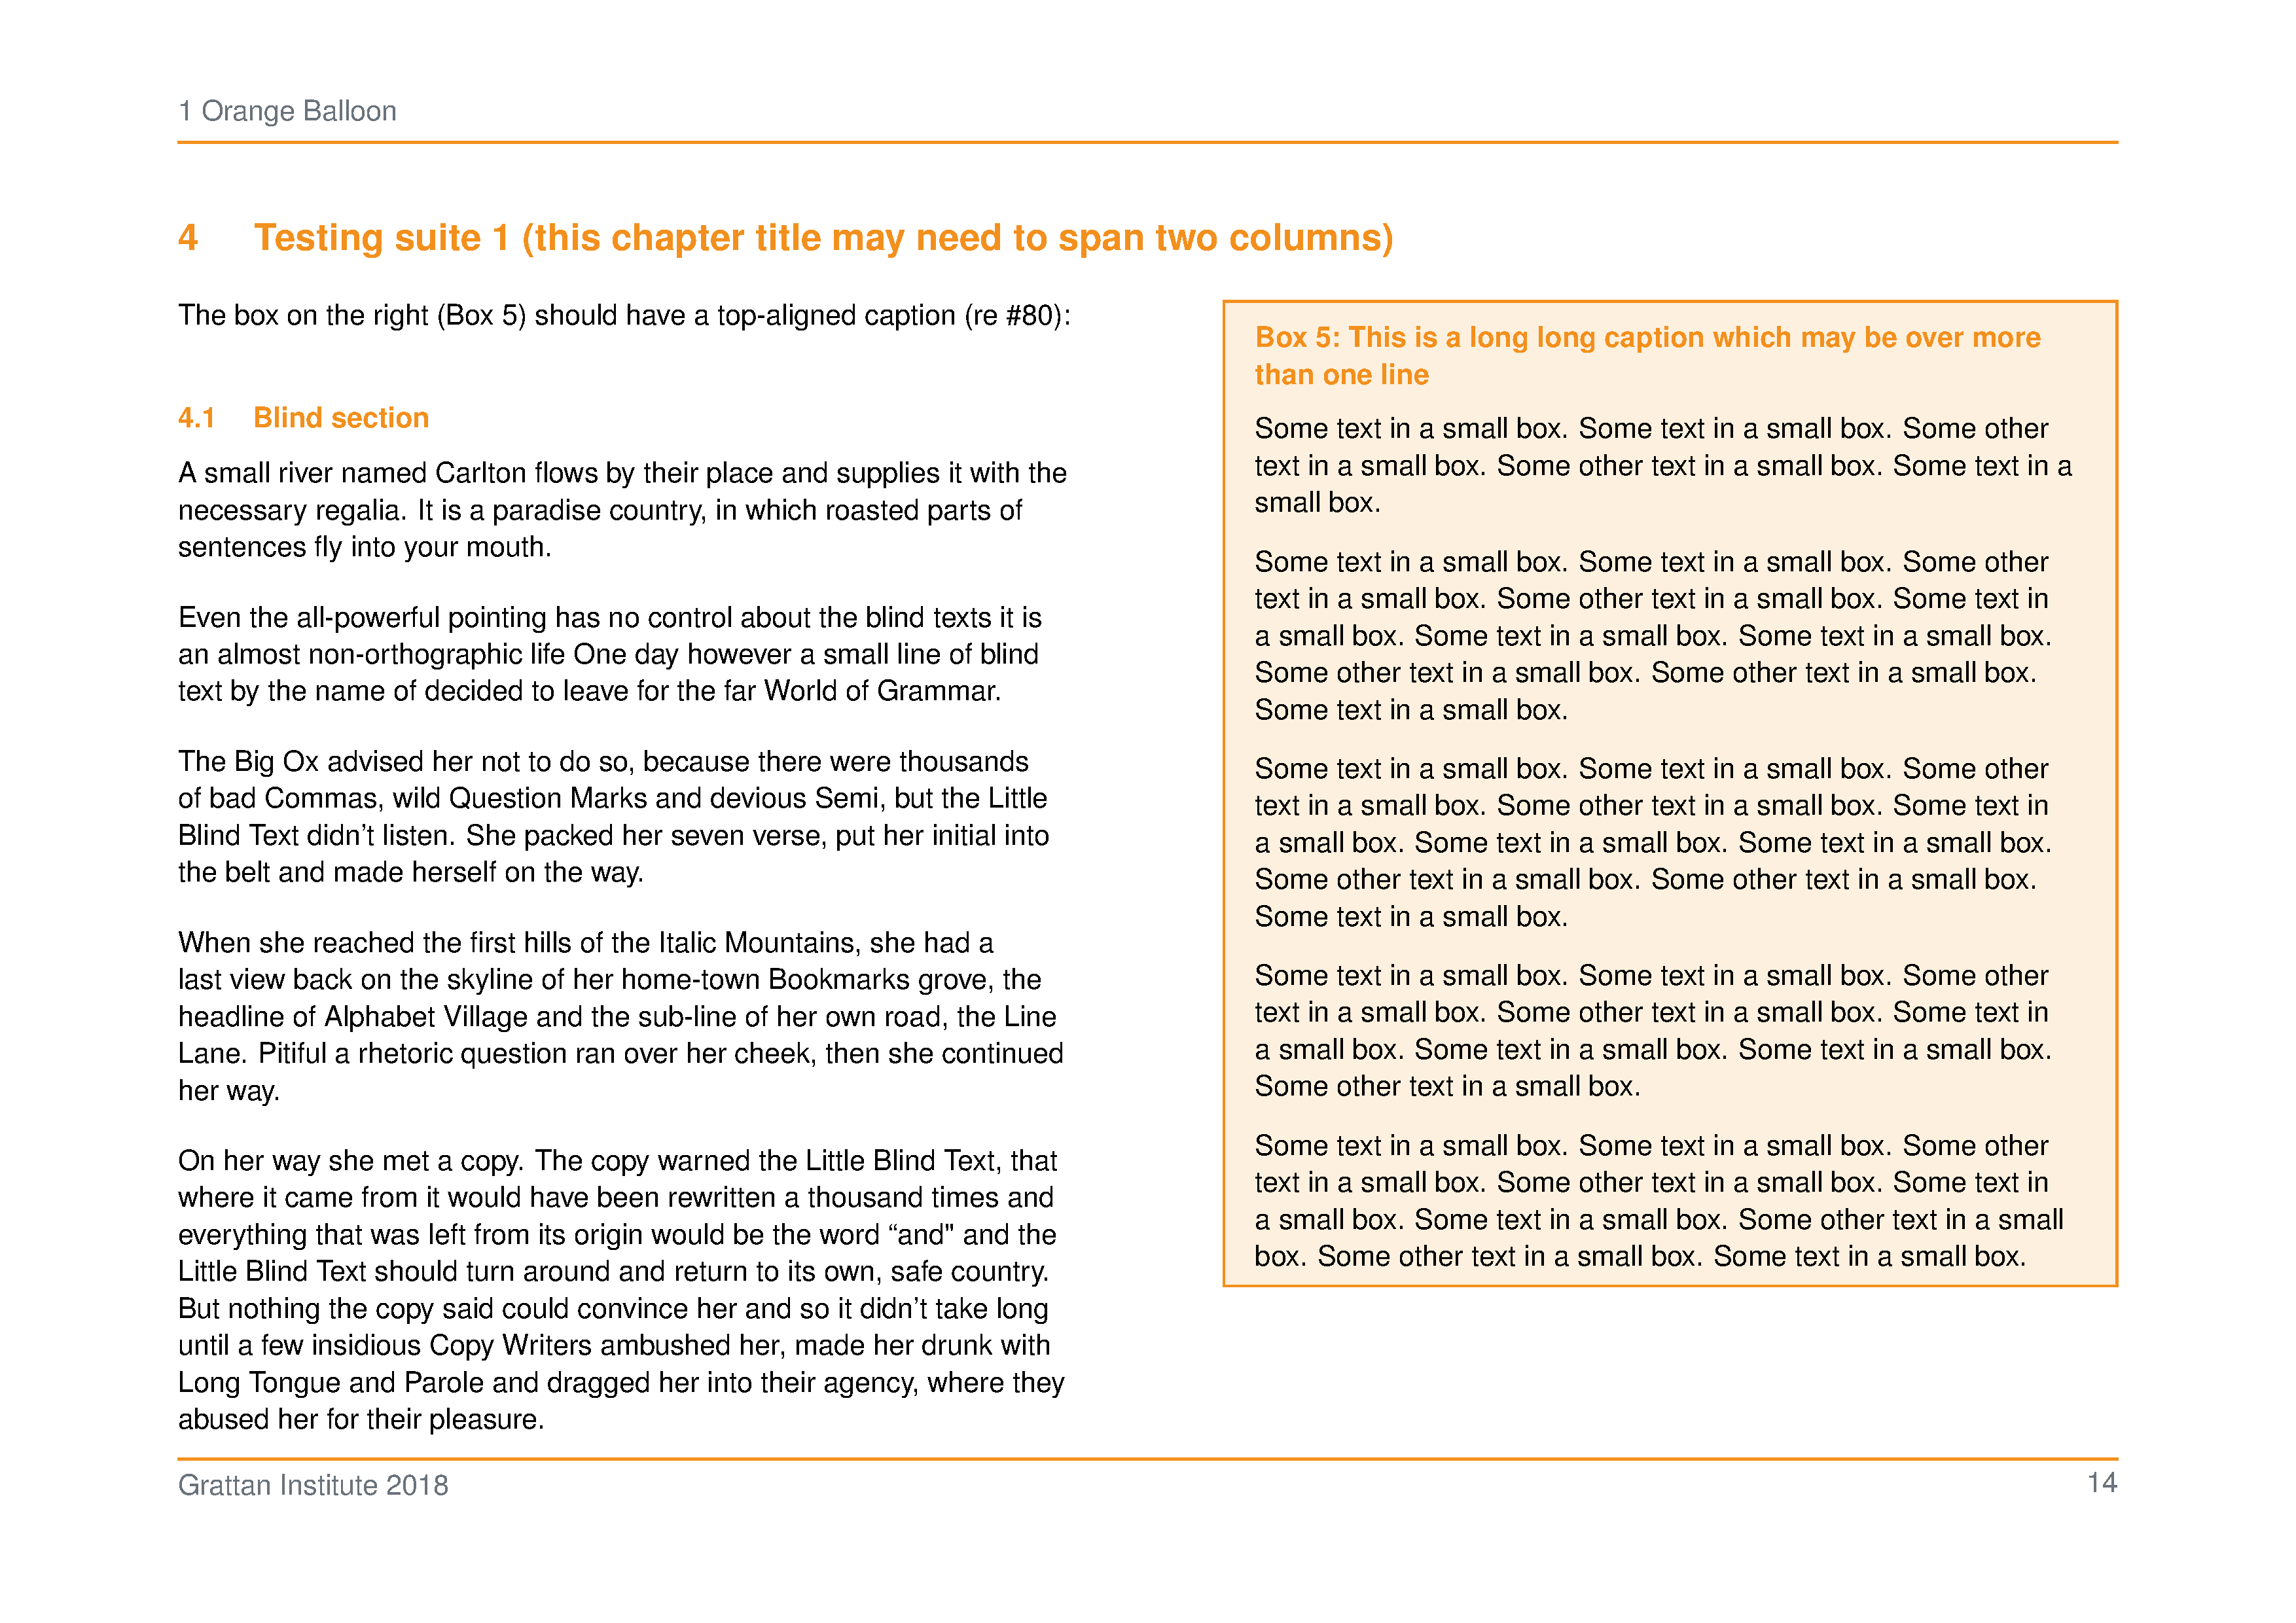 1 Orange Balloon
4 Testing suite 1 (this chapter title may need to span two columns)
The box on the right (Box 5) should have a top-aligned caption (re #80):
4.1 Blind section
A small river named Carlton flows by their place and supplies it with the
necessary regalia. It is a paradise country, in which roasted parts of
sentences fly into your mouth.
Even the all-powerful pointing has no control about the blind texts it is
an almost non-orthographic life One day however a small line of blind
text by the name of decided to leave for the far World of Grammar.
The Big Ox advised her not to do so, because there were thousands
of bad Commas, wild Question Marks and devious Semi, but the Little
Blind Text didn’t listen. She packed her seven verse, put her initial into
the belt and made herself on the way.
When she reached the first hills of the Italic Mountains, she had a
last view back on the skyline of her home-town Bookmarks grove, the
headline of Alphabet Village and the sub-line of her own road, the Line
Lane. Pitiful a rhetoric question ran over her cheek, then she continued
her way.
On her way she met a copy. The copy warned the Little Blind Text, that
where it came from it would have been rewritten a thousand times and
everything that was left from its origin would be the word “and" and the
Little Blind Text should turn around and return to its own, safe country.
But nothing the copy said could convince her and so it didn’t take long
until a few insidious Copy Writers ambushed her, made her drunk with
Long Tongue and Parole and dragged her into their agency, where they
abused her for their pleasure.
Box 5: This is a long long caption which may be over more
than one line
Some text in a small box. Some text in a small box. Some other
text in a small box. Some other text in a small box. Some text in a
small box.
Some text in a small box. Some text in a small box. Some other
text in a small box. Some other text in a small box. Some text in
a small box. Some text in a small box. Some text in a small box.
Some other text in a small box. Some other text in a small box.
Some text in a small box.
Some text in a small box. Some text in a small box. Some other
text in a small box. Some other text in a small box. Some text in
a small box. Some text in a small box. Some text in a small box.
Some other text in a small box. Some other text in a small box.
Some text in a small box.
Some text in a small box. Some text in a small box. Some other
text in a small box. Some other text in a small box. Some text in
a small box. Some text in a small box. Some text in a small box.
Some other text in a small box.
Some text in a small box. Some text in a small box. Some other
text in a small box. Some other text in a small box. Some text in
a small box. Some text in a small box. Some other text in a small
box. Some other text in a small box. Some text in a small box.
Grattan Institute 2018
14